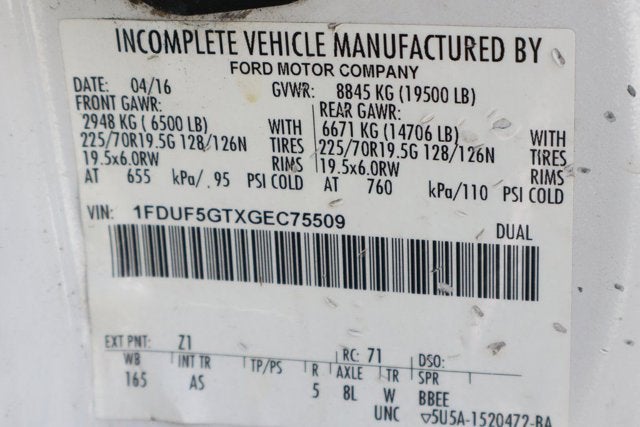 INCOMPLETE VEHICLE MANUFACTURED BY
FORD MOTOR COMPANY
DATE: 04/16 GVWR: 8845 KG (19500 LB)
FRONT GAWR: REAR GAWR:
2948 KG ( 6500 LB) WITH 6671 KG (14706 LB) WITH
225/70R19.5G 128/126N TIRES 225/70R19.5G 128/126N TIRES
19.5x6.0RW RIMS 19.5x6.0RW RIMS
AT 655 kPa/ 95 PSI COLD AT 760 kPa/110 PSI COLD
VIN: 1FDUF5GTXGEC75509 DUAL
EXT PNT: Z1 RC: 71 DSO:
WB INT TR TP/PS R AXLE TR SPR
165 AS 5 8L W BBEE
UNC ▽5U5A-1520472-BA